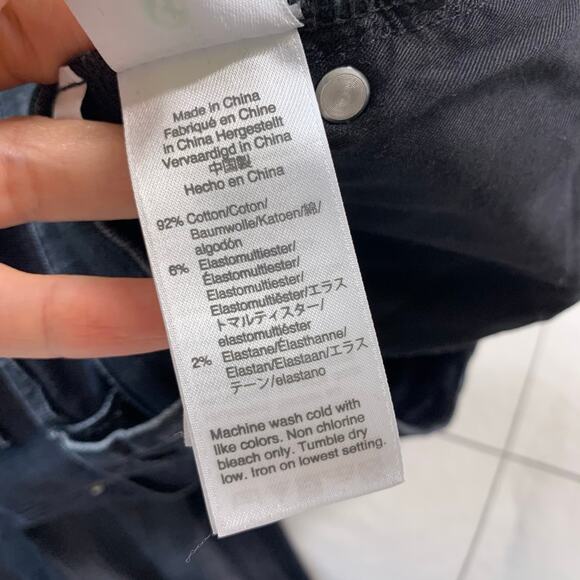 Made in China
Fabriqué en Chine
in China Hergestellt
Vervaardigd in China
中国製
Hecho en China
92% Cotton/Coton/
Baumwolle/Katoen/綿/
algodón
6% Elastomultiester/
Élastomultiester/
Elastomultiester/
Elastomultiëster/エラス
トマルティスター/
elastomultiéster
2% Elastane/Élasthanne/
Elastan/Elastaan/エラス
テーン/elastano
Machine wash cold with
like colors. Non chlorine
bleach only. Tumble dry
low. Iron on lowest setting.